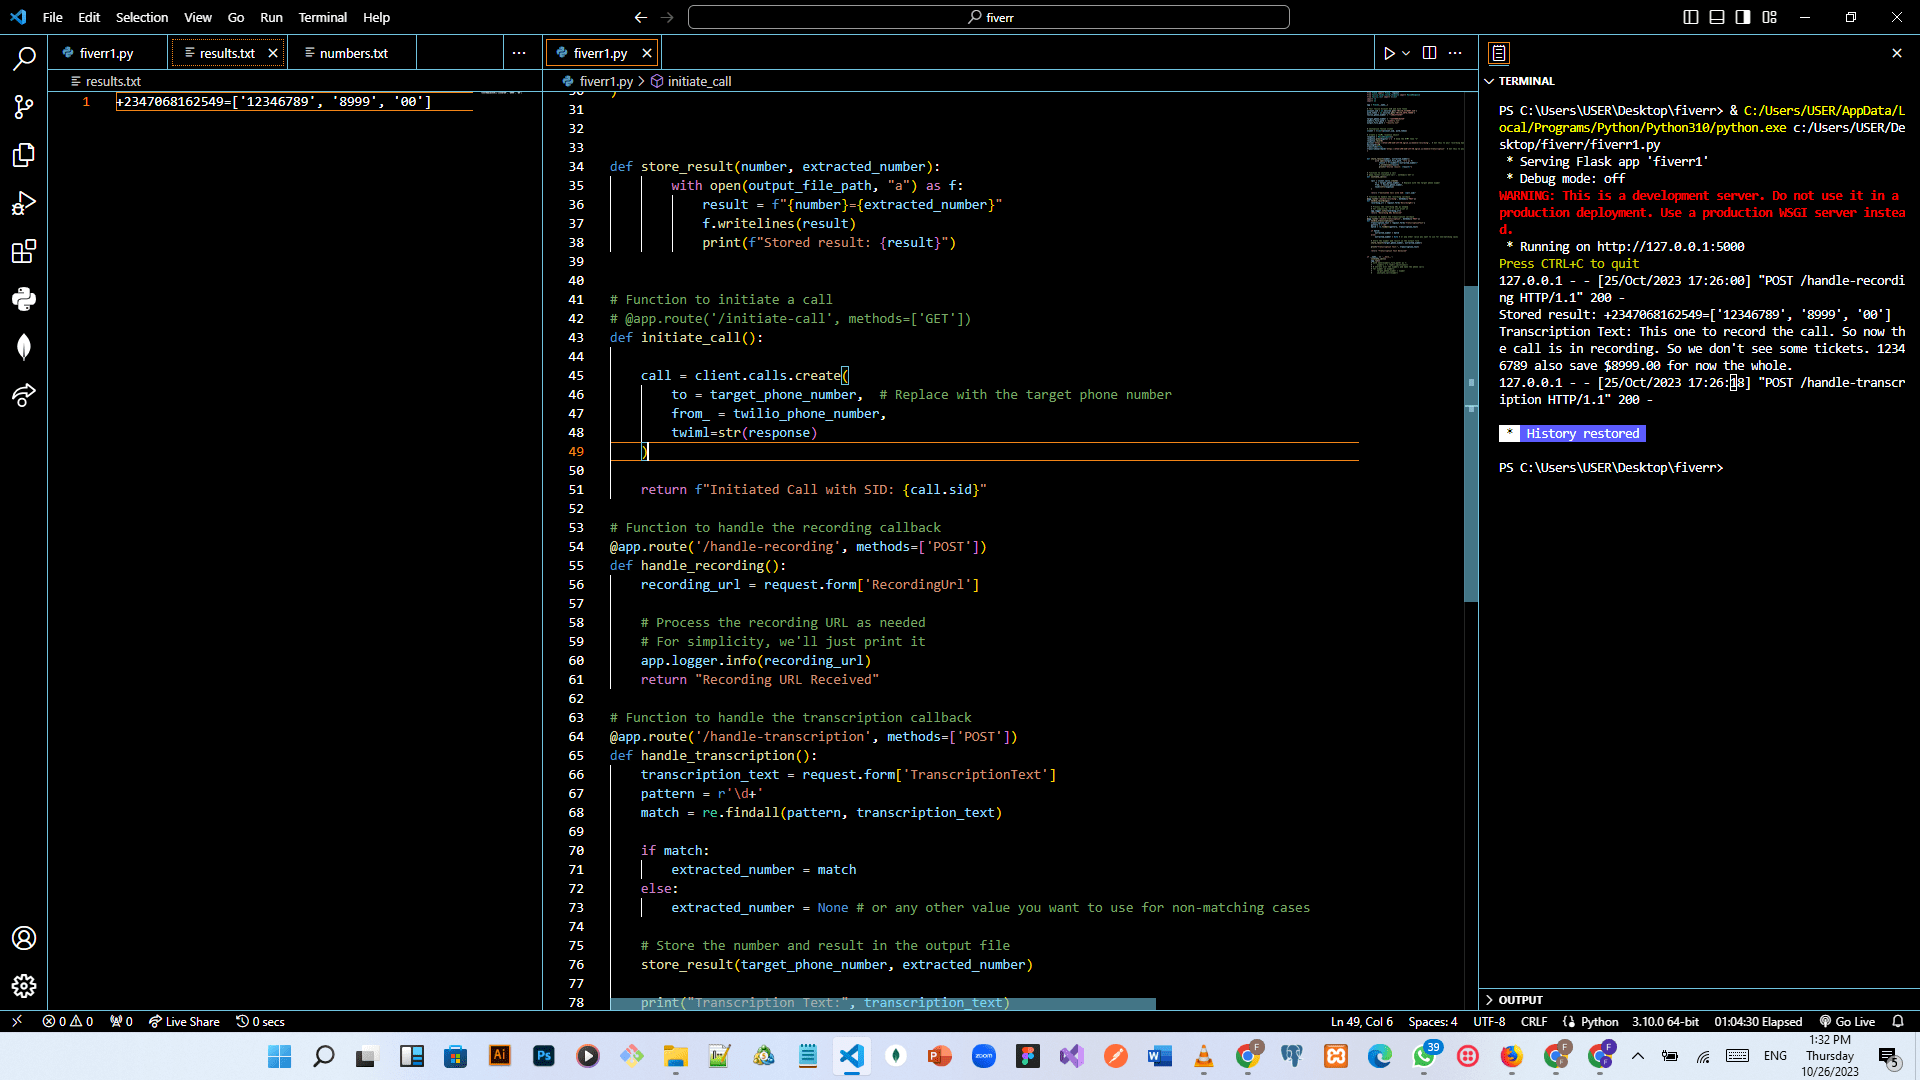 File Edit Selection View Go Run Terminal Help
fiverr
fiverr1.py
results.txt
numbers.txt
fiverr1.py
results.txt
fiverr1.py > initiate_call
1 +2347068162549=['12346789', '8999', '00']
31
32
33
34 def store_result(number, extracted_number):
35 with open(output_file_path, "a") as f:
36 result = f"{number}={extracted_number}"
37 f.writelines(result)
38 print(f"Stored result: {result}")
39
40
41 # Function to initiate a call
42 # @app.route('/initiate-call', methods=['GET'])
43 def initiate_call():
44
45 call = client.calls.create(
46 to = target_phone_number, # Replace with the target phone number
47 from_ = twilio_phone_number,
48 twiml=str(response)
49 )
50
51 return f"Initiated Call with SID: {call.sid}"
52
53 # Function to handle the recording callback
54 @app.route('/handle-recording', methods=['POST'])
55 def handle_recording():
56 recording_url = request.form['RecordingUrl']
57
58 # Process the recording URL as needed
59 # For simplicity, we'll just print it
60 app.logger.info(recording_url)
61 return "Recording URL Received"
62
63 # Function to handle the transcription callback
64 @app.route('/handle-transcription', methods=['POST'])
65 def handle_transcription():
66 transcription_text = request.form['TranscriptionText']
67 pattern = r'\d+'
68 match = re.findall(pattern, transcription_text)
69
70 if match:
71 extracted_number = match
72 else:
73 extracted_number = None # or any other value you want to use for non-matching cases
74
75 # Store the number and result in the output file
76 store_result(target_phone_number, extracted_number)
77
78 print("Transcription Text:", transcription_text)
TERMINAL
PS C:\Users\USER\Desktop\fiverr> & C:/Users/USER/AppData/L
ocal/Programs/Python/Python310/python.exe c:/Users/USER/De
sktop/fiverr/fiverr1.py
* Serving Flask app 'fiverr1'
* Debug mode: off
WARNING: This is a development server. Do not use it in a
production deployment. Use a production WSGI server instea
d.
* Running on http://127.0.0.1:5000
Press CTRL+C to quit
127.0.0.1 - - [25/Oct/2023 17:26:00] "POST /handle-recordi
ng HTTP/1.1" 200 -
Stored result: +2347068162549=['12346789', '8999', '00']
Transcription Text: This one to record the call. So now th
e call is in recording. So we don't see some tickets. 1234
6789 also save $8999.00 for now the whole.
127.0.0.1 - - [25/Oct/2023 17:26:18] "POST /handle-transcr
iption HTTP/1.1" 200 -
* History restored
PS C:\Users\USER\Desktop\fiverr>
OUTPUT
0 0 0 Live Share 0 secs
Ln 49, Col 6 Spaces: 4 UTF-8 CRLF Python 3.10.0 64-bit 01:04:30 Elapsed Go Live
Ai Ps zoom 39 F F F ENG
1:32 PM
Thursday
10/26/2023
5